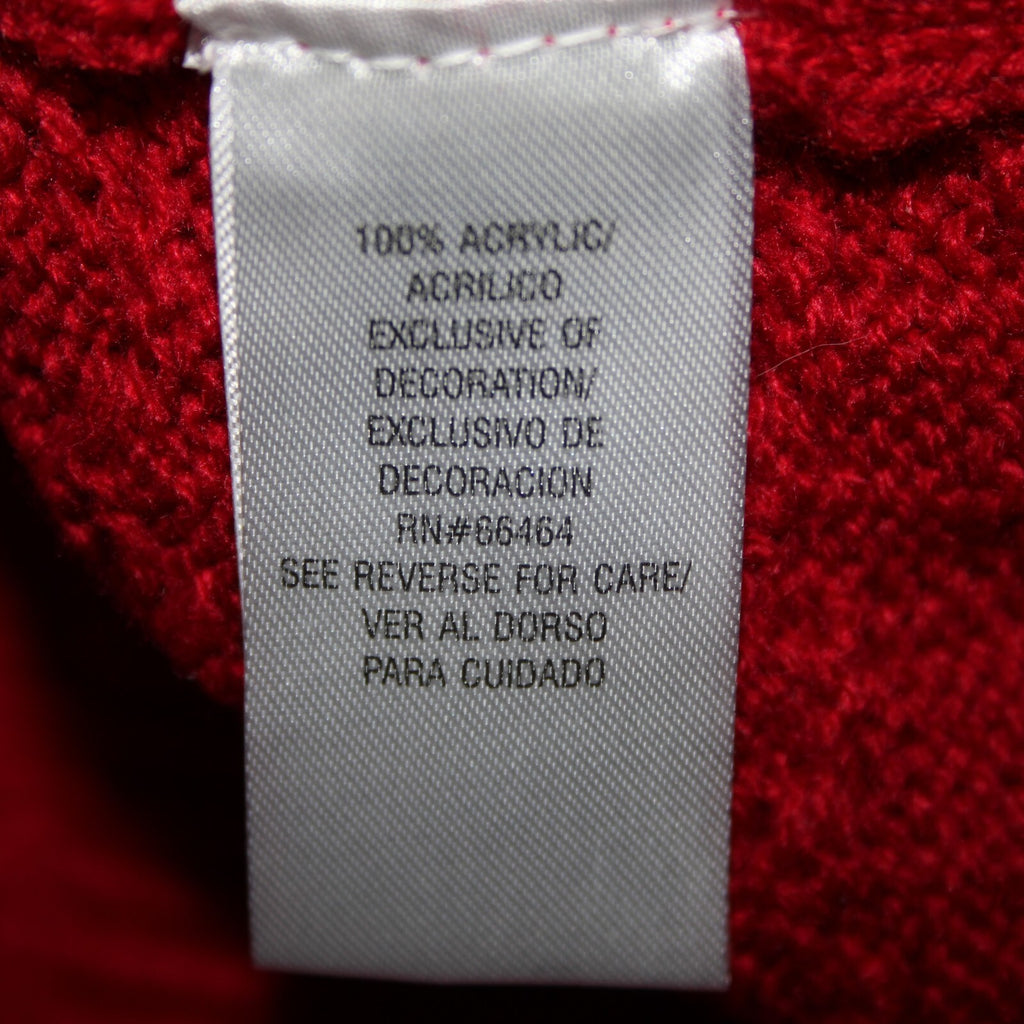 100% ACRYLIC/
ACRILICO
EXCLUSIVE OF
DECORATION/
EXCLUSIVO DE
DECORACION
RN#66464
SEE REVERSE FOR CARE/
VER AL DORSO
PARA CUIDADO